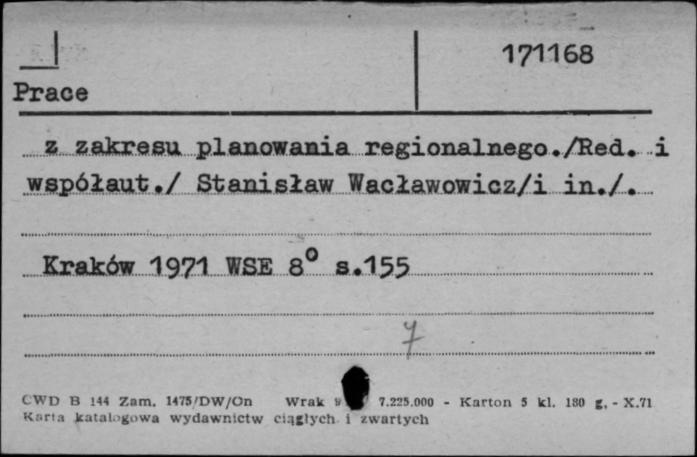 171168
Prace
z zakresu planowania regionalnego./Red. i
współaut./ Stanisław Wacławowicz/i in./.
Kraków 1971 WSE 8° s.155
7
CWD B 144 Zam. 1475/DW/On Wrak 7.225.000 - Karton 5 kl. 180 g, - X.71
Karta katalogowa wydawnictw ciągłych i zwartych